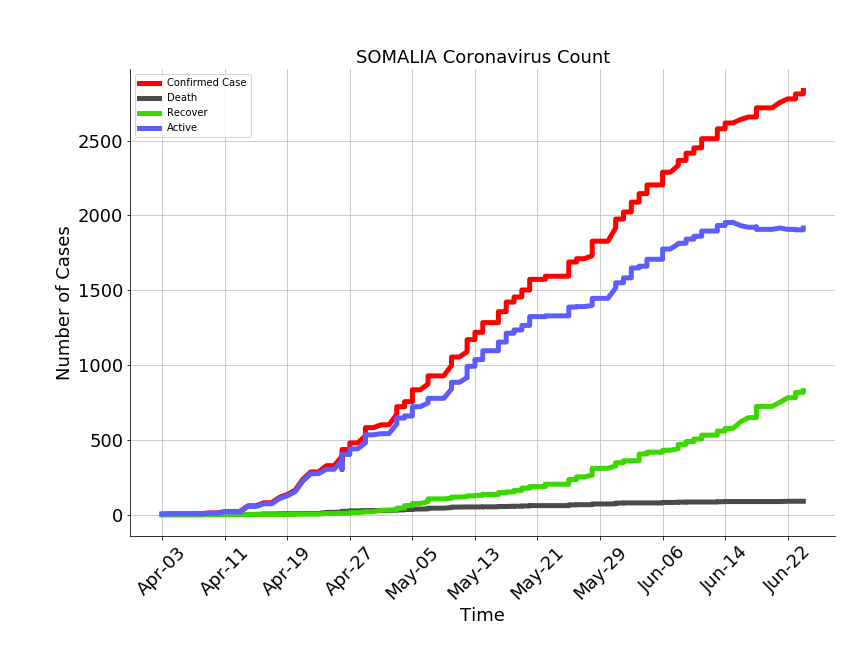 SOMALIA Coronavirus Count
Confirmed Case
Death
Recover
Active
Number of Cases
2500
2000
1500
1000
500
0
Apr-03
Apr-11
Apr-19
Apr-27
May-05
May-13
May-21
May-29
Jun-06
Jun-14
Jun-22
Time